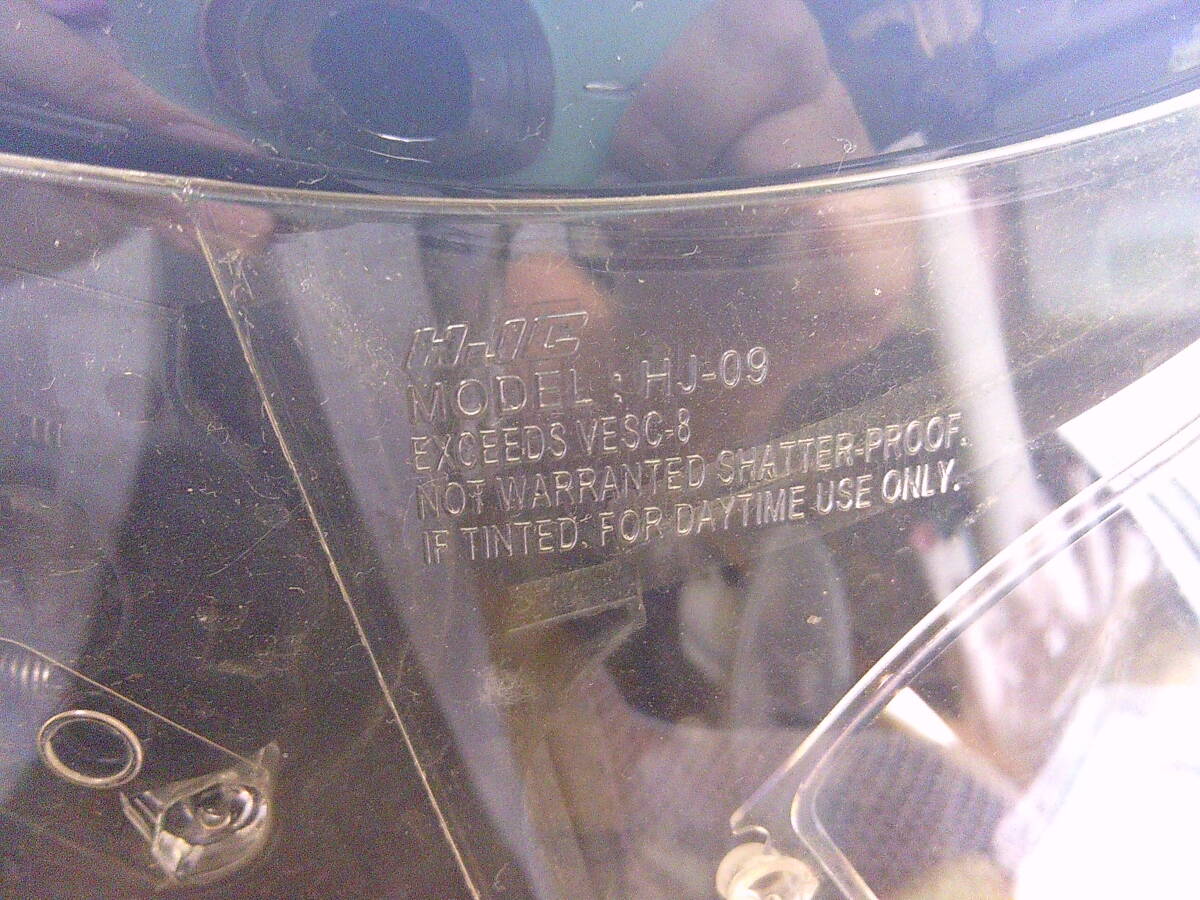 HJC
MODEL : HJ-09
EXCEEDS VESC-8
NOT WARRANTED SHATTER-PROOF.
IF TINTED: FOR DAYTIME USE ONLY.